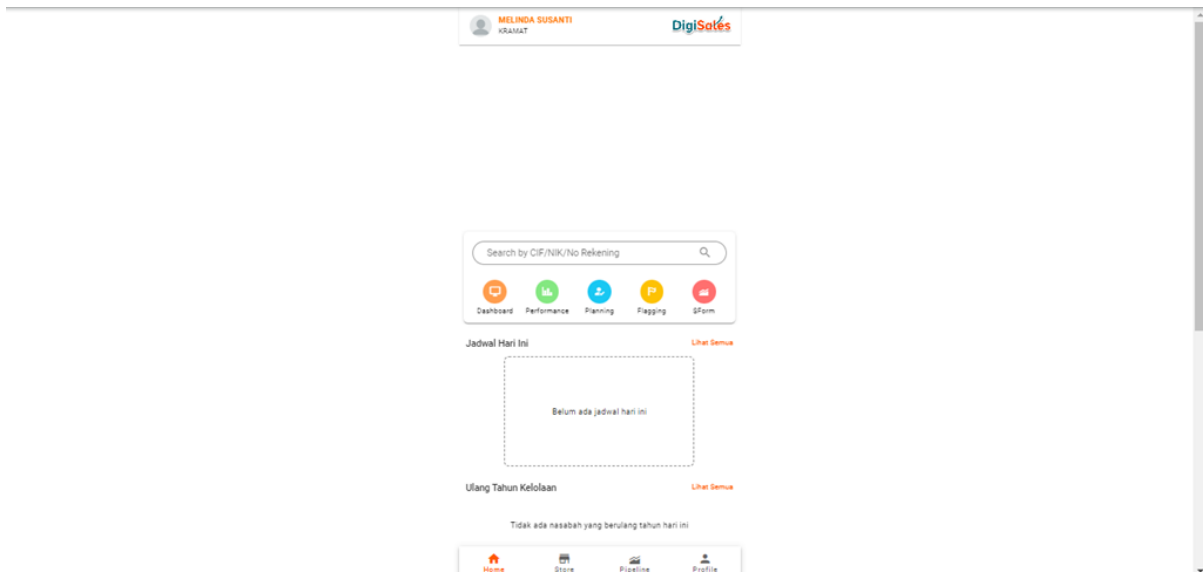 MELINDA SUSANTI
KRAMAT
DigiSales
Search by CIF/NIK/No Rekening
Dashboard Performance Planning Flagging SForm
Jadwal Hari Ini Lihat Semua
Belum ada jadwal hari ini
Ulang Tahun Kelolaan Lihat Semua
Tidak ada nasabah yang berulang tahun hari ini
Home Store Pipeline Profile